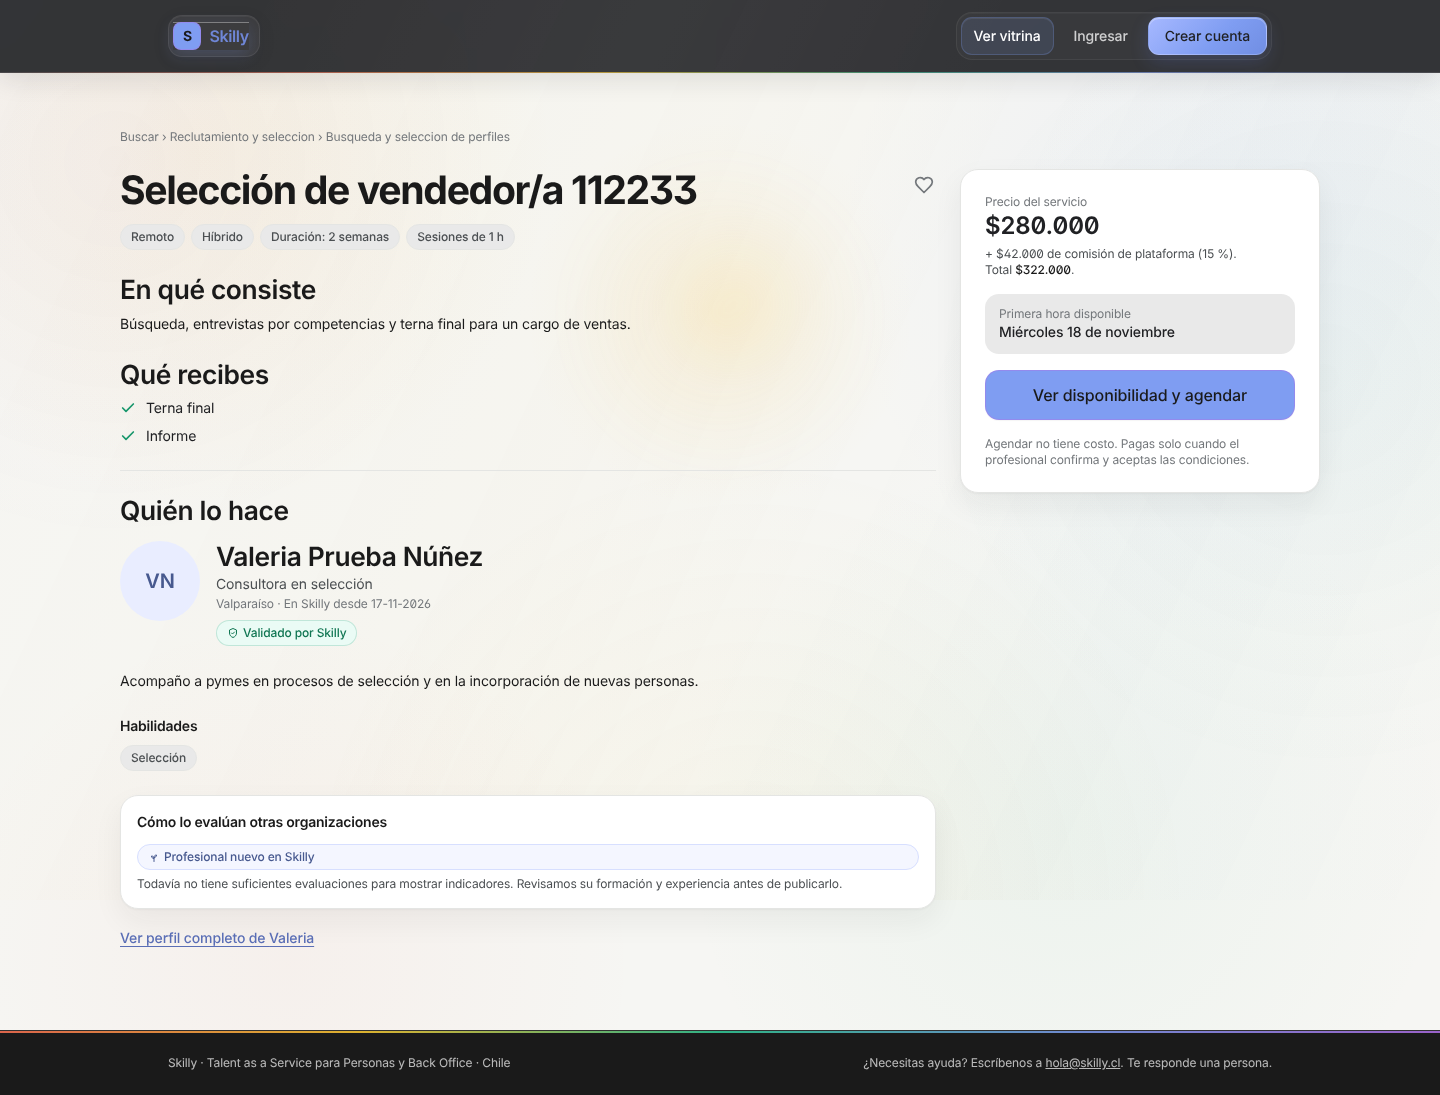 S Skilly
Ver vitrina
Ingresar
Crear cuenta
Buscar › Reclutamiento y seleccion › Busqueda y seleccion de perfiles
Selección de vendedor/a 112233
Remoto
Híbrido
Duración: 2 semanas
Sesiones de 1 h
En qué consiste
Búsqueda, entrevistas por competencias y terna final para un cargo de ventas.
Qué recibes
Terna final
Informe
Quién lo hace
VN
Valeria Prueba Núñez
Consultora en selección
Valparaíso · En Skilly desde 17-11-2026
Validado por Skilly
Acompaño a pymes en procesos de selección y en la incorporación de nuevas personas.
Habilidades
Selección
Cómo lo evalúan otras organizaciones
Profesional nuevo en Skilly
Todavía no tiene suficientes evaluaciones para mostrar indicadores. Revisamos su formación y experiencia antes de publicarlo.
Ver perfil completo de Valeria
Precio del servicio
$280.000
+ $42.000 de comisión de plataforma (15 %).
Total $322.000.
Primera hora disponible
Miércoles 18 de noviembre
Ver disponibilidad y agendar
Agendar no tiene costo. Pagas solo cuando el
profesional confirma y aceptas las condiciones.
Skilly · Talent as a Service para Personas y Back Office · Chile
¿Necesitas ayuda? Escríbenos a hola@skilly.cl. Te responde una persona.